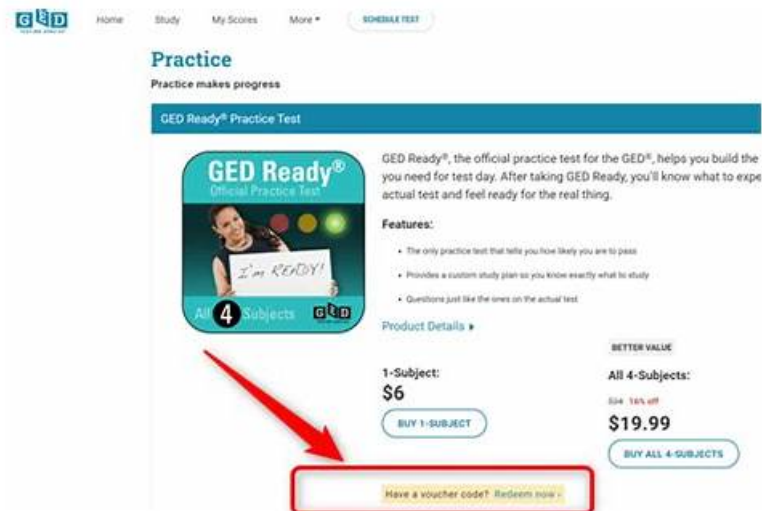 GED
Home Study My Scores More SCHEDULE TEST
Practice
Practice makes progress
GED Ready® Practice Test
GED Ready®
Official Practice Test
I'm READY!
All 4 Subjects GED
GED Ready®, the official practice test for the GED®, helps you build the
you need for test day. After taking GED Ready, you'll know what to expe
actual test and feel ready for the real thing.
Features:
• The only practice test that tells you how likely you are to pass
• Provides a custom study plan so you know exactly what to study
• Questions just like the ones on the actual test
Product Details
1-Subject:
$6
BUY 1-SUBJECT
BETTER VALUE
All 4-Subjects:
$24 16% off
$19.99
BUY ALL 4-SUBJECTS
Have a voucher code? Redeem now ›